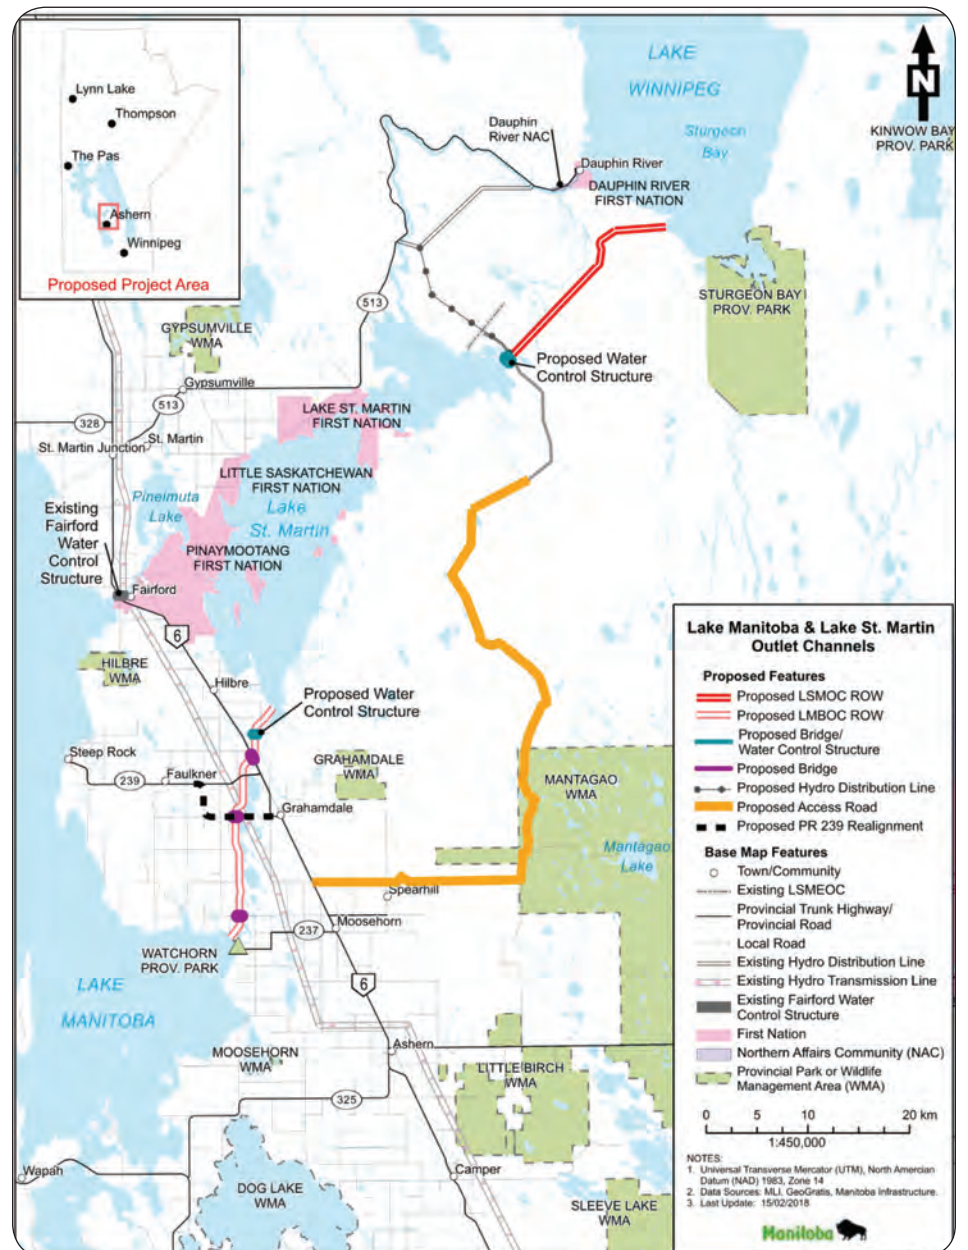 Lynn Lake
Thompson
The Pas
Ashern
Winnipeg
Proposed Project Area
LAKE
WINNIPEG
Sturgeon
Bay
N
KINWOW BAY
PROV. PARK
Dauphin
River NAC
Dauphin River
DAUPHIN RIVER
FIRST NATION
STURGEON BAY
PROV. PARK
513
GYPSUMVILLE
WMA
Proposed Water
Control Structure
Gypsumville
513
328
LAKE ST. MARTIN
FIRST NATION
St. Martin
St. Martin Junction
LITTLE SASKATCHEWAN
FIRST NATION
Pineimuta
Lake
Lake
St. Martin
Existing
Fairford
Water
Control
Structure
PINAYMOOTANG
FIRST NATION
Fairford
6
HILBRE
WMA
Hilbre
Proposed Water
Control Structure
Steep Rock
239
Faulkner
GRAHAMDALE
WMA
Grahamdale
MANTAGAO
WMA
Mantagao
Lake
Spearhill
Moosehorn
237
WATCHORN
PROV. PARK
LAKE
MANITOBA
6
Ashern
MOOSEHORN
WMA
LITTLE BIRCH
WMA
325
Wapah
Camper
DOG LAKE
WMA
SLEEVE LAKE
WMA
Lake Manitoba & Lake St. Martin
Outlet Channels
Proposed Features
Proposed LSMOC ROW
Proposed LMBOC ROW
Proposed Bridge/
Water Control Structure
Proposed Bridge
Proposed Hydro Distribution Line
Proposed Access Road
Proposed PR 239 Realignment
Base Map Features
Town/Community
Existing LSMEOC
Provincial Trunk Highway/
Provincial Road
Local Road
Existing Hydro Distribution Line
Existing Hydro Transmission Line
Existing Fairford Water
Control Structure
First Nation
Northern Affairs Community (NAC)
Provincial Park or Wildlife
Management Area (WMA)
0 5 10 20 km
1:450,000
NOTES:
1. Universal Transverse Mercator (UTM), North Amercian
Datum (NAD) 1983, Zone 14
2. Data Sources: MLI, GeoGratis, Manitoba Infrastructure.
3. Last Update: 15/02/2018
Manitoba